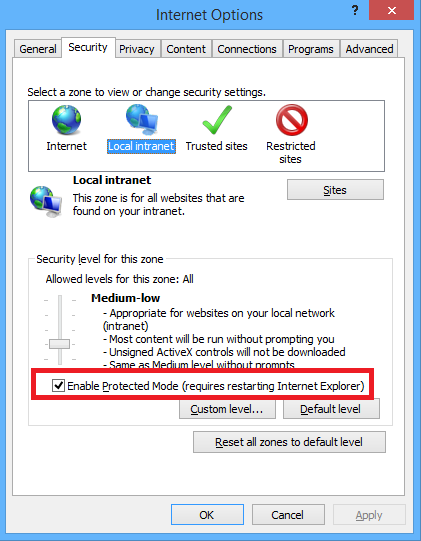 Internet Options
?
General Security Privacy Content Connections Programs Advanced
Select a zone to view or change security settings.
Internet Local intranet Trusted sites Restricted
sites
Local intranet
This zone is for all websites that are
found on your intranet.
Sites
Security level for this zone
Allowed levels for this zone: All
Medium-low
- Appropriate for websites on your local network
(intranet)
- Most content will be run without prompting you
- Unsigned ActiveX controls will not be downloaded
- Same as Medium level without prompts
Enable Protected Mode (requires restarting Internet Explorer)
Custom level... Default level
Reset all zones to default level
OK Cancel Apply